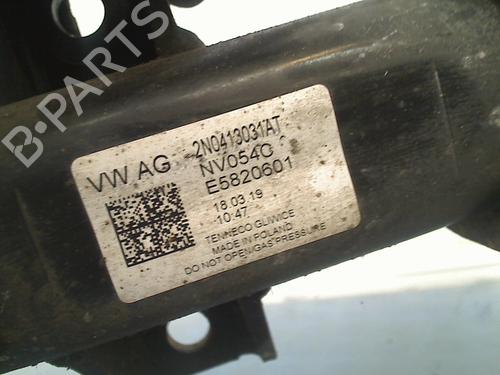 B-PARTS
VW AG
2N0413031AT
NV054C
E5820601
18.03.19
10:47
TENNECO GLIWICE
MADE IN POLAND
DO NOT OPEN/GAS PRESSURE